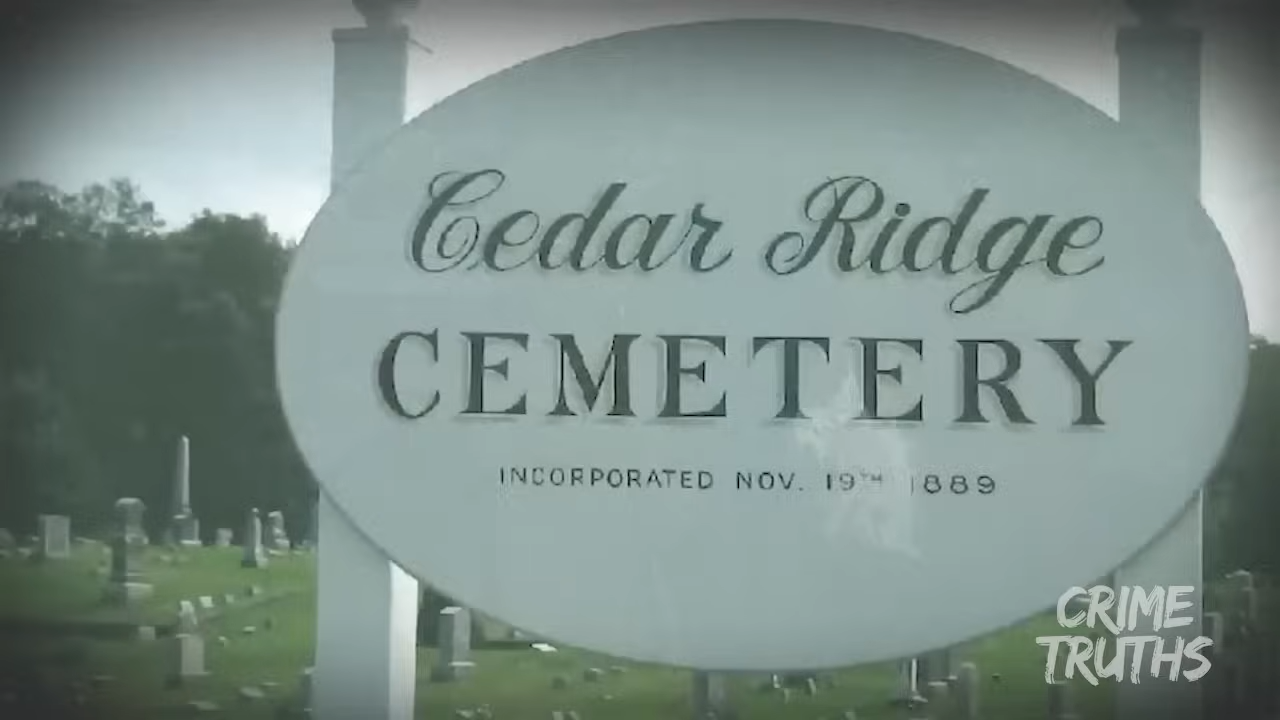 Cedar Ridge
CEMETERY
INCORPORATED NOV. 19TH 1889
CRIME
TRUTHS